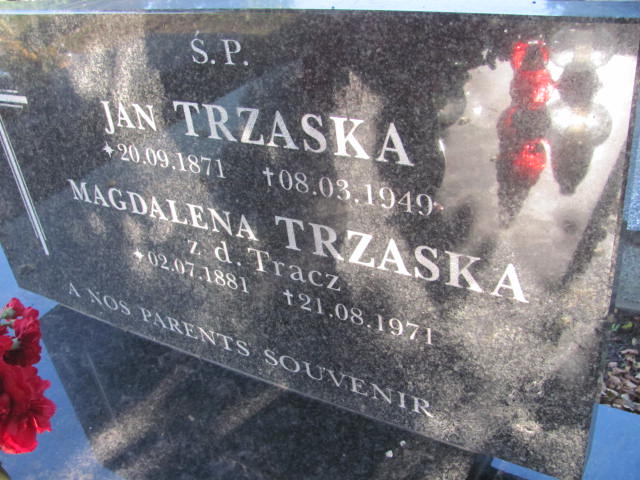 Ś.P.
JAN TRZASKA
✦20.09.1871 ✝08.03.1949
MAGDALENA TRZASKA
z d. Tracz
✦02.07.1881 ✝21.08.1971
A NOS PARENTS SOUVENIR